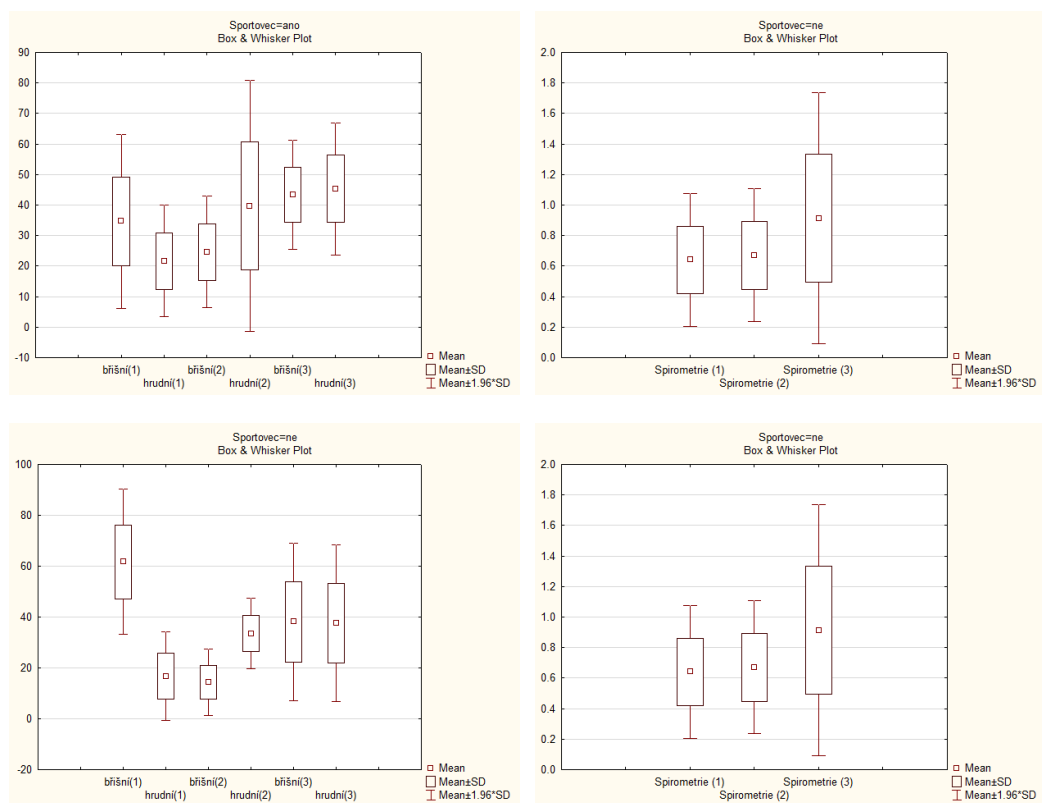 Sportovec=ano
Box & Whisker Plot
90
80
70
60
50
40
30
20
10
0
-10
břišní(1) břišní(2) břišní(3)
hrudní(1) hrudní(2) hrudní(3)
Mean
Mean±SD
Mean±1.96*SD
Sportovec=ne
Box & Whisker Plot
2.0
1.8
1.6
1.4
1.2
1.0
0.8
0.6
0.4
0.2
0.0
Spirometrie (1) Spirometrie (3)
Spirometrie (2)
Mean
Mean±SD
Mean±1.96*SD
Sportovec=ne
Box & Whisker Plot
100
80
60
40
20
0
-20
břišní(1) břišní(2) břišní(3)
hrudní(1) hrudní(2) hrudní(3)
Mean
Mean±SD
Mean±1.96*SD
Sportovec=ne
Box & Whisker Plot
2.0
1.8
1.6
1.4
1.2
1.0
0.8
0.6
0.4
0.2
0.0
Spirometrie (1) Spirometrie (3)
Spirometrie (2)
Mean
Mean±SD
Mean±1.96*SD